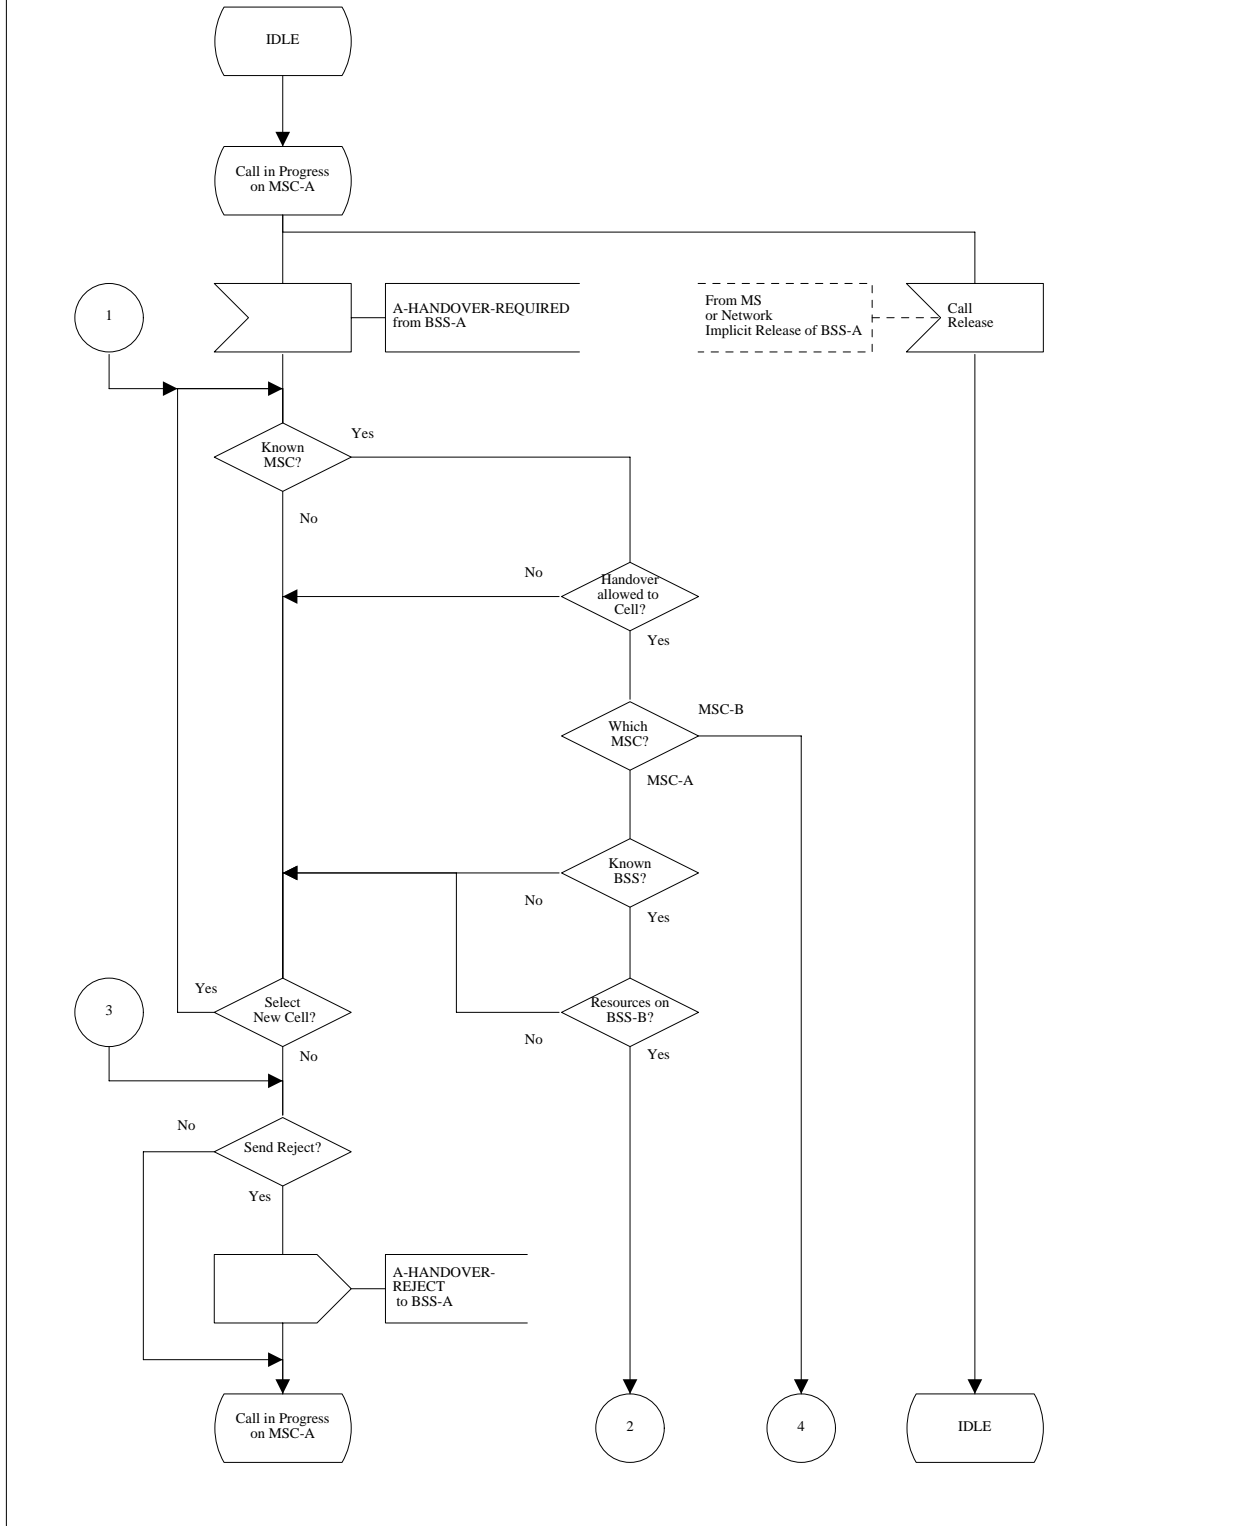 IDLE
Call in Progress
on MSC-A
1
A-HANDOVER-REQUIRED
from BSS-A
From MS
or Network
Implicit Release of BSS-A
Call
Release
Known
MSC?
Yes
No
No
Handover
allowed to
Cell?
Yes
Which
MSC?
MSC-B
MSC-A
Known
BSS?
No
Yes
3
Yes
Select
New Cell?
No
Resources on
BSS-B?
No
Yes
No
Send Reject?
Yes
A-HANDOVER-
REJECT
to BSS-A
Call in Progress
on MSC-A
2
4
IDLE